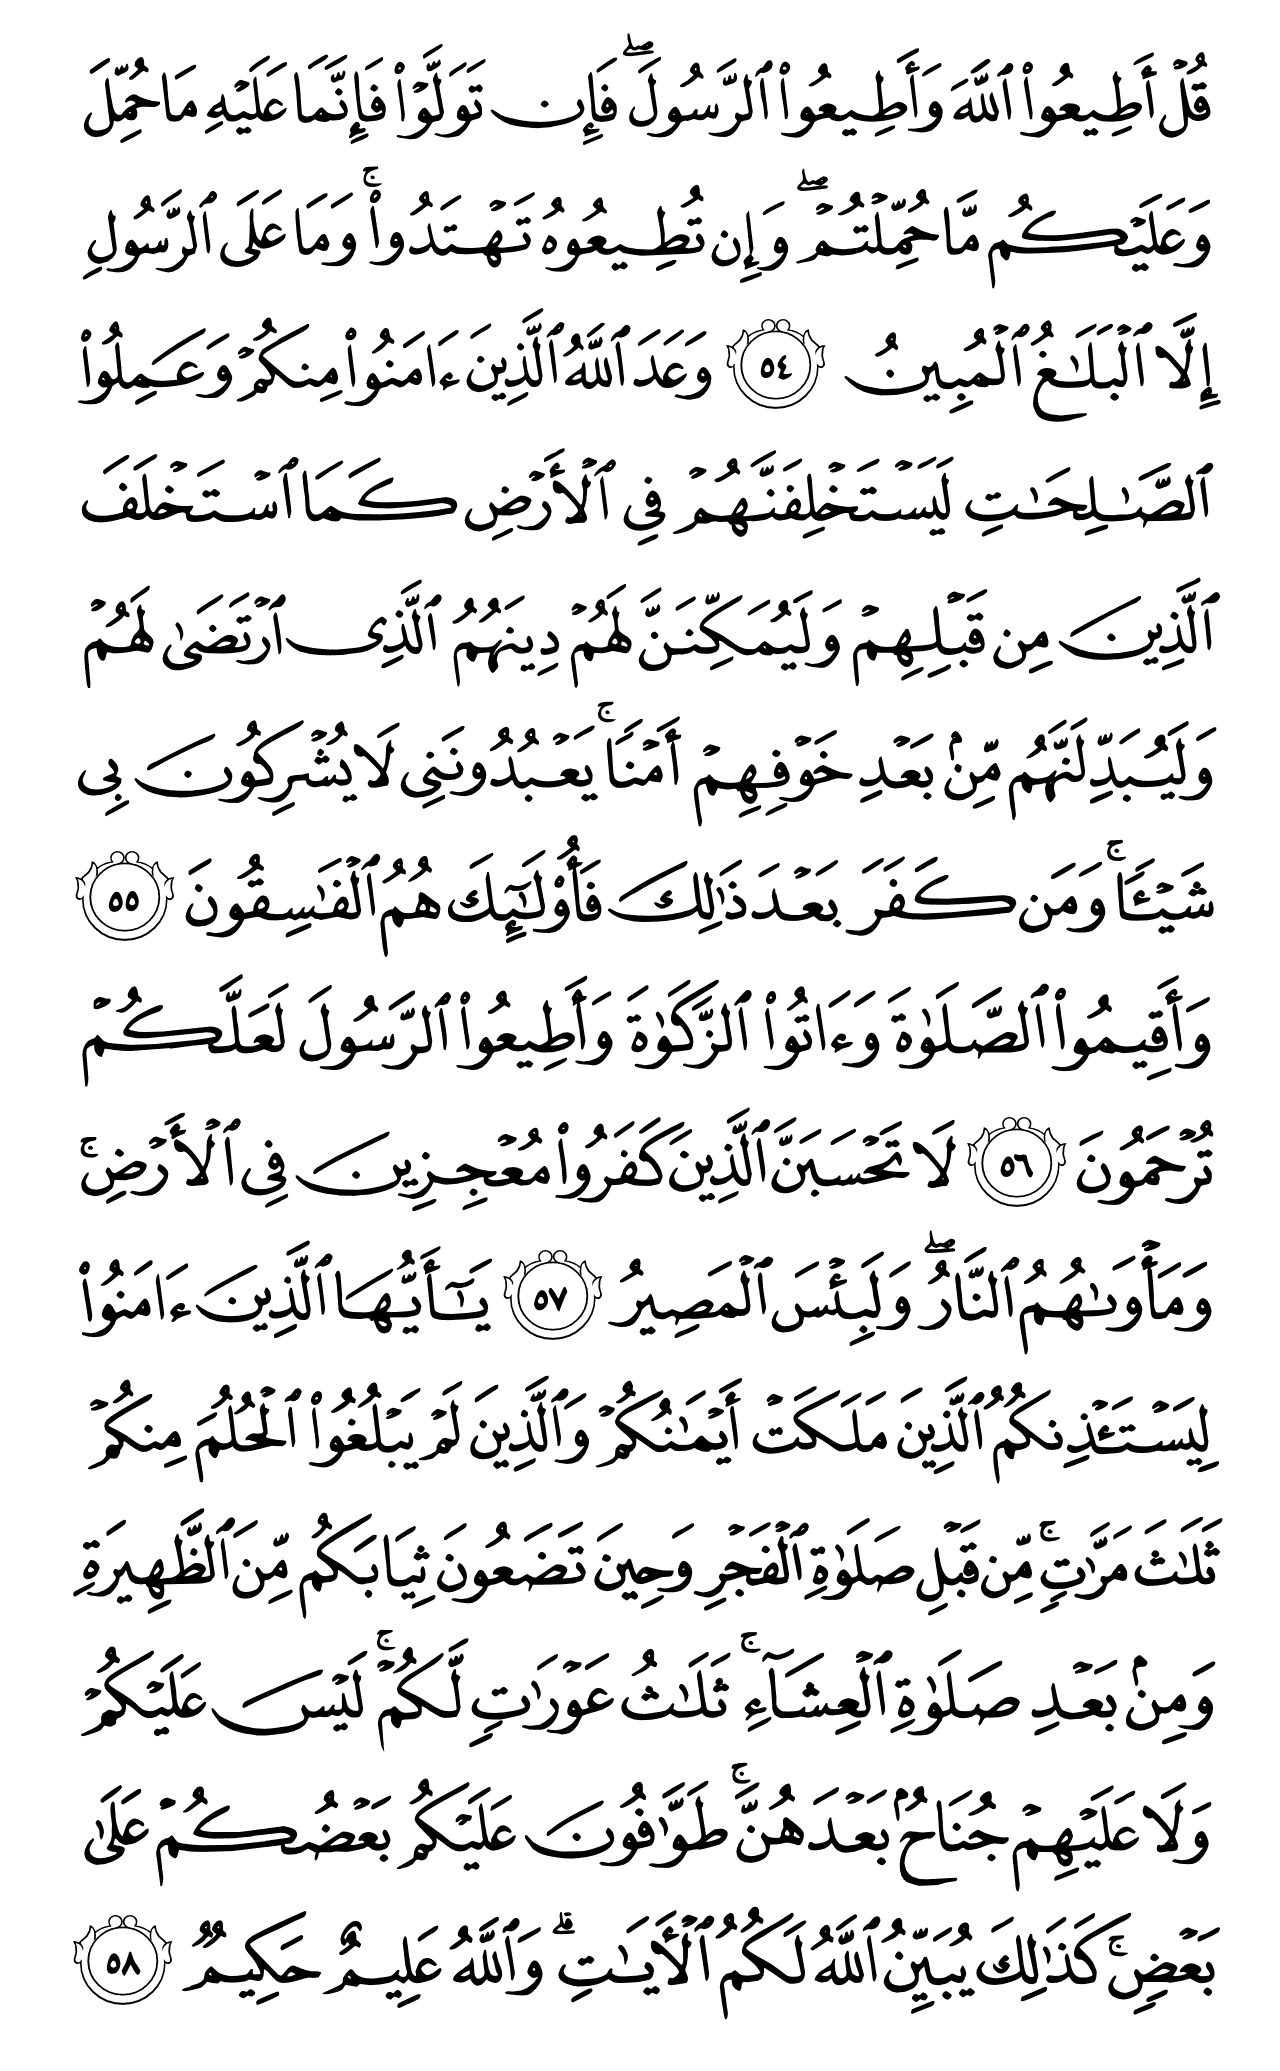 قُلۡ أَطِيعُواْ ٱللَّهَ وَأَطِيعُواْ ٱلرَّسُولَۖ فَإِن تَوَلَّوۡاْ فَإِنَّمَا عَلَيۡهِ مَا حُمِّلَ
وَعَلَيۡكُم مَّا حُمِّلۡتُمۡۖ وَإِن تُطِيعُوهُ تَهۡتَدُواْۚ وَمَا عَلَى ٱلرَّسُولِ
إِلَّا ٱلۡبَلَٰغُ ٱلۡمُبِينُ ٥٤ وَعَدَ ٱللَّهُ ٱلَّذِينَ ءَامَنُواْ مِنكُمۡ وَعَمِلُواْ
ٱلصَّٰلِحَٰتِ لَيَسۡتَخۡلِفَنَّهُمۡ فِي ٱلۡأَرۡضِ كَمَا ٱسۡتَخۡلَفَ
ٱلَّذِينَ مِن قَبۡلِهِمۡ وَلَيُمَكِّنَنَّ لَهُمۡ دِينَهُمُ ٱلَّذِى ٱرۡتَضَىٰ لَهُمۡ
وَلَيُبَدِّلَنَّهُم مِّنۢ بَعۡدِ خَوۡفِهِمۡ أَمۡنٗاۚ يَعۡبُدُونَنِى لَا يُشۡرِكُونَ بِى
شَيۡـٔٗاۚ وَمَن كَفَرَ بَعۡدَ ذَٰلِكَ فَأُوْلَٰٓئِكَ هُمُ ٱلۡفَٰسِقُونَ ٥٥
وَأَقِيمُواْ ٱلصَّلَوٰةَ وَءَاتُواْ ٱلزَّكَوٰةَ وَأَطِيعُواْ ٱلرَّسُولَ لَعَلَّكُمۡ
تُرۡحَمُونَ ٥٦ لَا تَحۡسَبَنَّ ٱلَّذِينَ كَفَرُواْ مُعۡجِزِينَ فِى ٱلۡأَرۡضِۚ
وَمَأۡوَىٰهُمُ ٱلنَّارُۖ وَلَبِئۡسَ ٱلۡمَصِيرُ ٥٧ يَٰٓأَيُّهَا ٱلَّذِينَ ءَامَنُواْ
لِيَسۡتَـٔۡذِنكُمُ ٱلَّذِينَ مَلَكَتۡ أَيۡمَٰنُكُمۡ وَٱلَّذِينَ لَمۡ يَبۡلُغُواْ ٱلۡحُلُمَ مِنكُمۡ
ثَلَٰثَ مَرَّٰتٖۚ مِّن قَبۡلِ صَلَوٰةِ ٱلۡفَجۡرِ وَحِينَ تَضَعُونَ ثِيَابَكُم مِّنَ ٱلظَّهِيرَةِ
وَمِنۢ بَعۡدِ صَلَوٰةِ ٱلۡعِشَآءِۚ ثَلَٰثُ عَوۡرَٰتٖ لَّكُمۡۚ لَيۡسَ عَلَيۡكُمۡ
وَلَا عَلَيۡهِمۡ جُنَاحُۢ بَعۡدَهُنَّۚ طَوَّٰفُونَ عَلَيۡكُم بَعۡضُكُمۡ عَلَىٰ
بَعۡضٖۚ كَذَٰلِكَ يُبَيِّنُ ٱللَّهُ لَكُمُ ٱلۡأٓيَٰتِۗ وَٱللَّهُ عَلِيمٌ حَكِيمٞ ٥٨